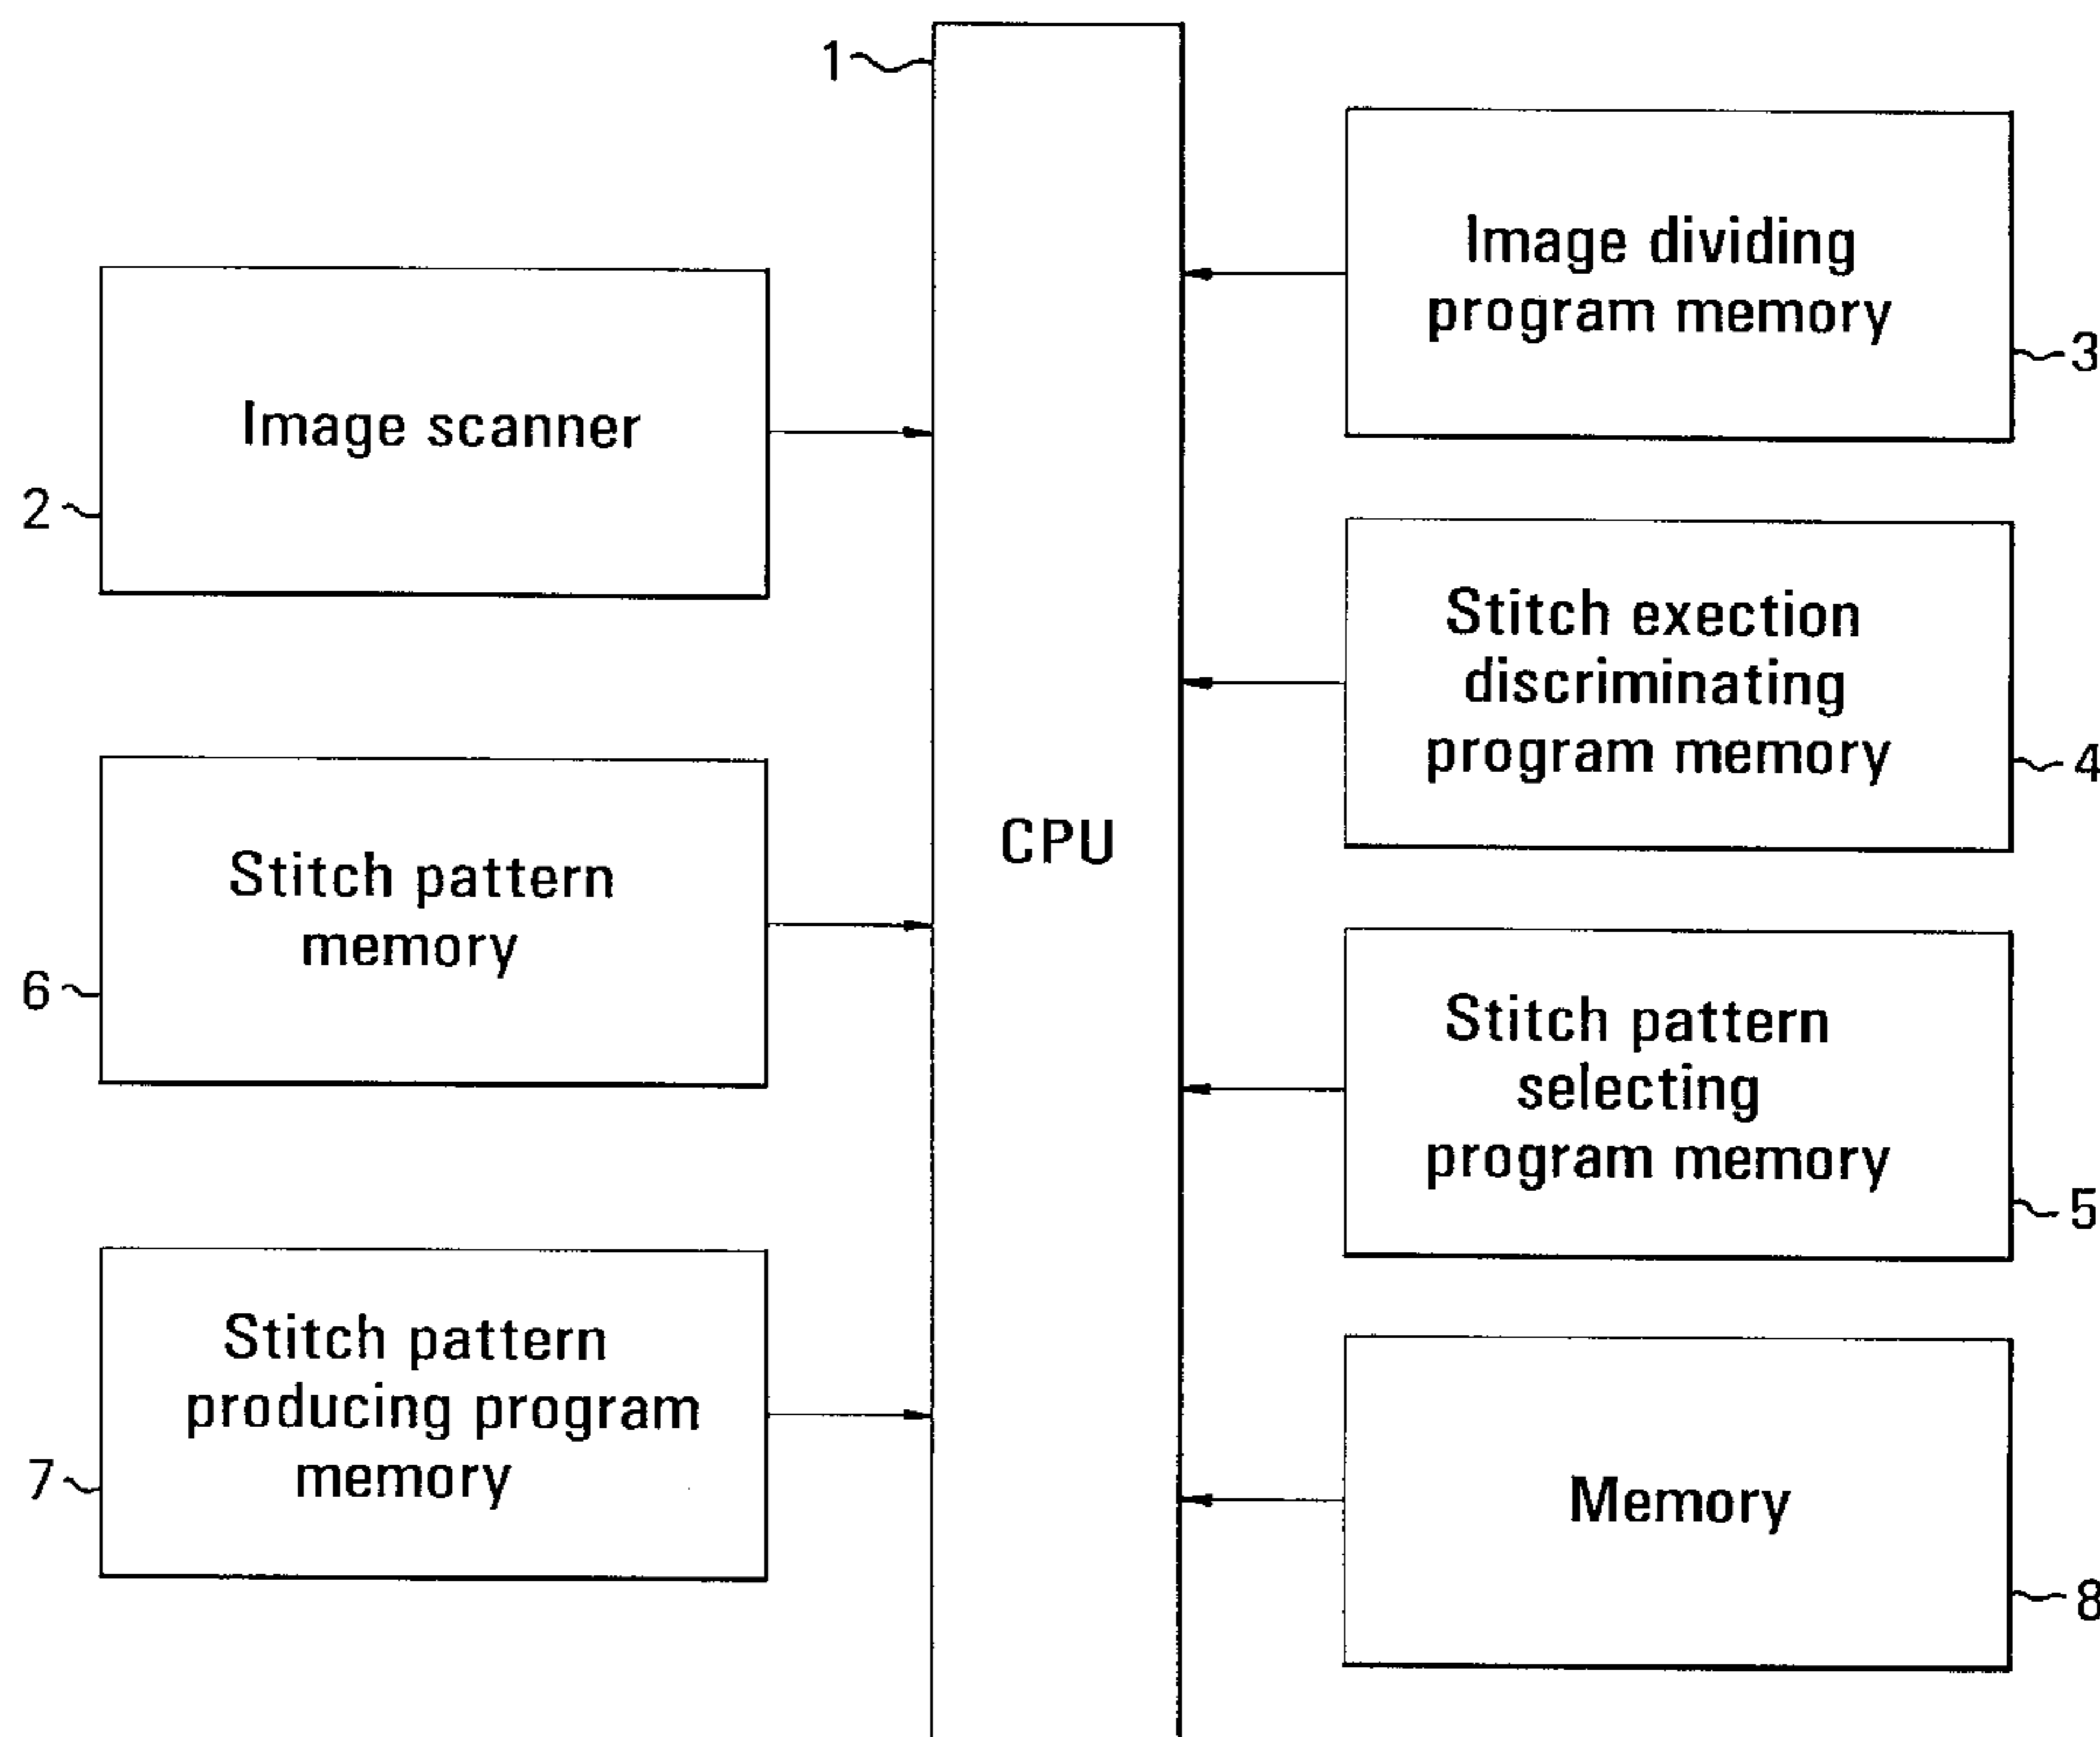 1
Image dividing
program memory
3
Image scanner
2
Stitch exection
discriminating
program memory
4
CPU
Stitch pattern
memory
6
Stitch pattern
selecting
program memory
5
Stitch pattern
producing program
memory
7
Memory
8